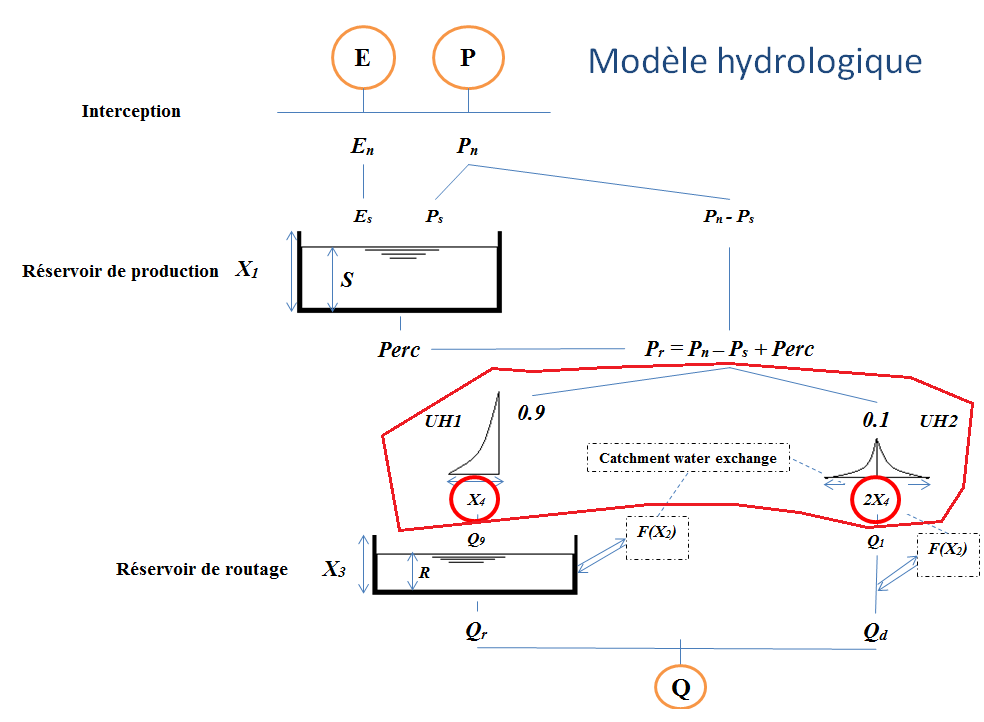 E
P
Modèle hydrologique
Interception
Eₙ
Pₙ
Eₛ
Pₛ
Pₙ - Pₛ
Réservoir de production
X₁
S
Perc
Pᵣ = Pₙ – Pₛ + Perc
UH1
0.9
0.1
UH2
Catchment water exchange
X₄
2X₄
Q₉
F(X₂)
Q₁
F(X₂)
Réservoir de routage
X₃
R
Qᵣ
Q_d
Q